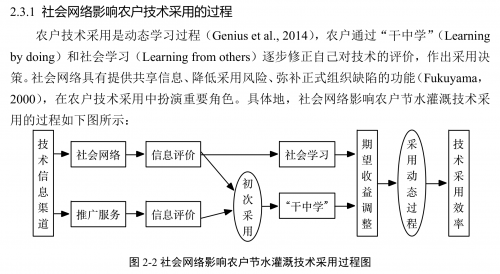 2.3.1 社会网络影响农户技术采用的过程
农户技术采用是动态学习过程（Genius et al., 2014），农户通过“干中学”（Learning
by doing）和社会学习（Learning from others）逐步修正自己对技术的评价，作出采用决
策。社会网络具有提供共享信息、降低采用风险、弥补正式组织缺陷的功能（Fukuyama，
2000），在农户技术采用中扮演重要角色。具体地，社会网络影响农户节水灌溉技术采
用的过程如下图所示：
技术信息渠道
社会网络
信息评价
社会学习
推广服务
信息评价
初次采用
“干中学”
期望收益调整
采用动态过程
技术采用效率
图 2-2 社会网络影响农户节水灌溉技术采用过程图